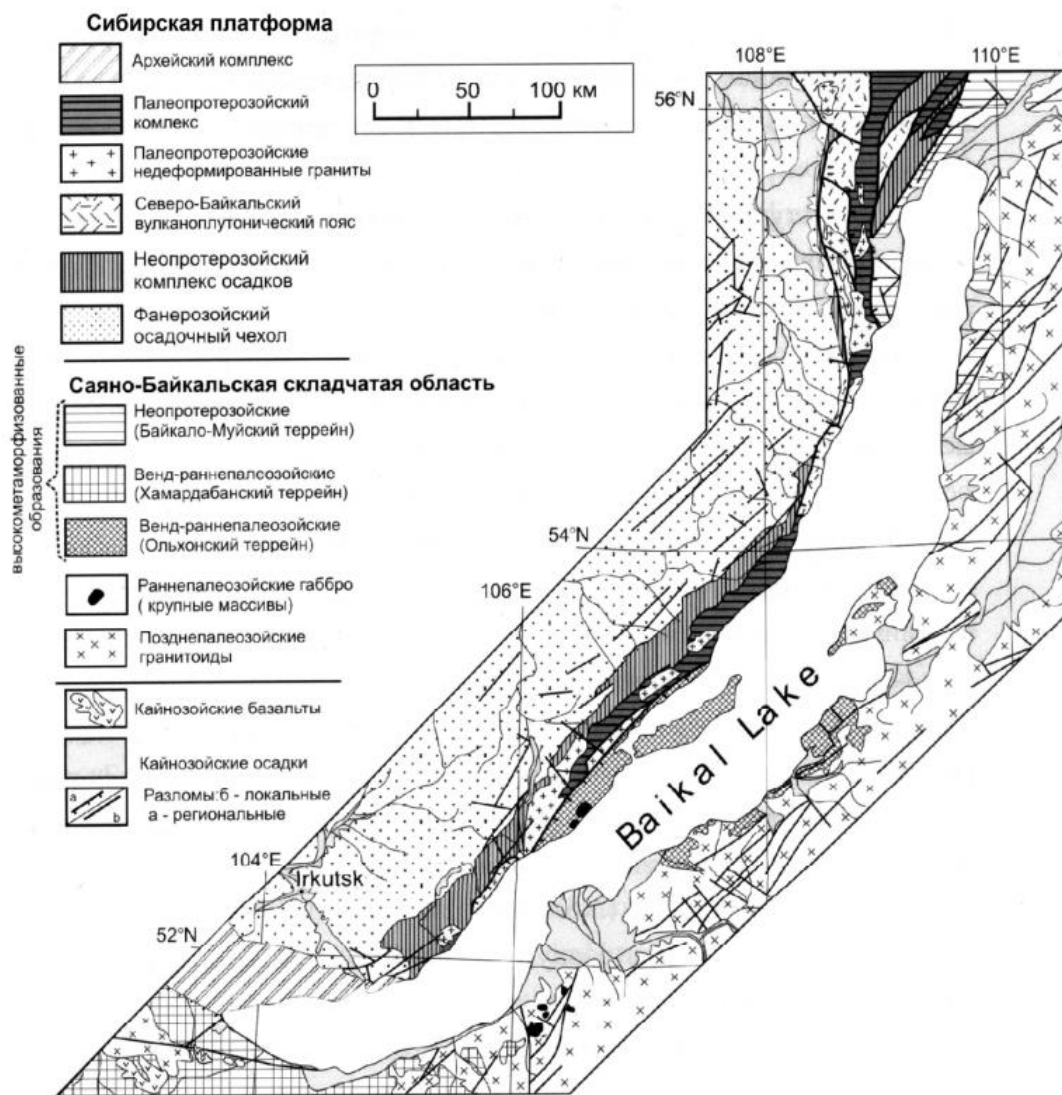 Сибирская платформа
Архейский комплекс
Палеопротерозойский
комлекс
Палеопротерозойские
недеформированные граниты
Северо-Байкальский
вулканоплутонический пояс
Неопротерозойский
комплекс осадков
Фанерозойский
осадочный чехол
Саяно-Байкальская складчатая область
высокометаморфизованные
образования
Неопротерозойские
(Байкало-Муйский террейн)
Венд-раннепалеозойские
(Хамардабанский террейн)
Венд-раннепалеозойские
(Ольхонский террейн)
Раннепалеозойские габбро
( крупные массивы)
Позднепалеозойские
гранитоиды
Кайнозойские базальты
Кайнозойские осадки
a
b
Разломы:б - локальные
а - региональные
0 50 100 км
108°E
110°E
56°N
54°N
106°E
104°E
Irkutsk
52°N
Baikal Lake